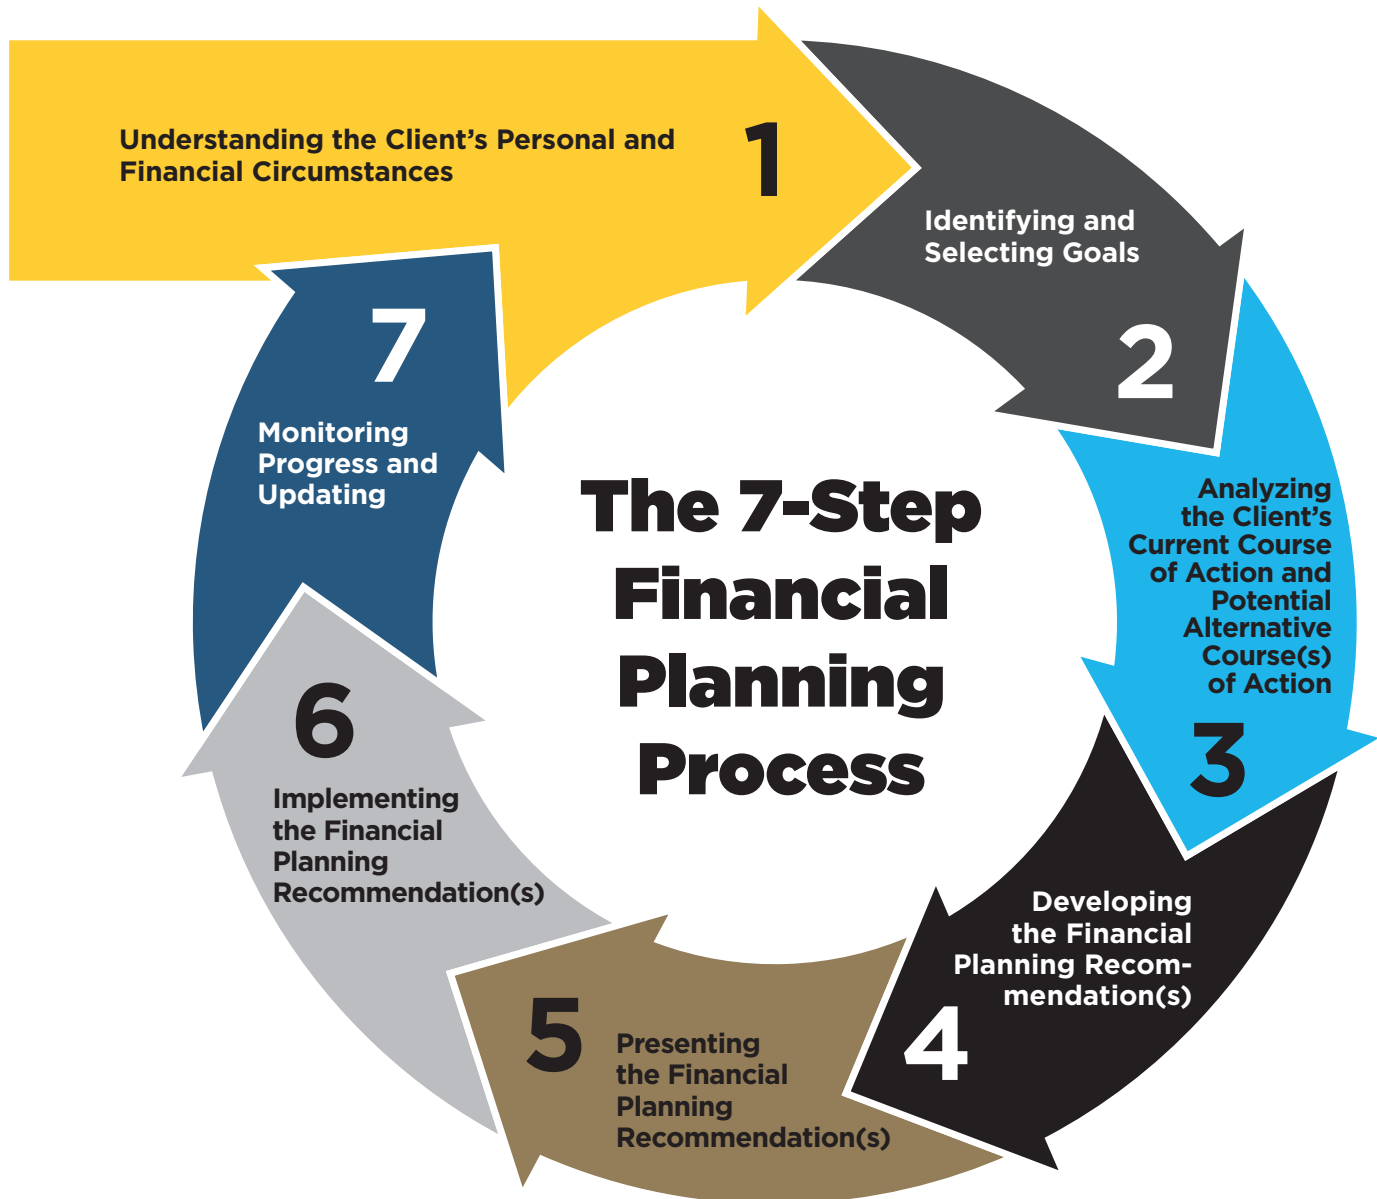 Understanding the Client’s Personal and
Financial Circumstances
1
Identifying and
Selecting Goals
2
Analyzing
the Client’s
Current Course
of Action and
Potential
Alternative
Course(s)
of Action
3
Developing
the Financial
Planning Recom-
mendation(s)
4
Presenting
the Financial
Planning
Recommendation(s)
5
6
Implementing
the Financial
Planning
Recommendation(s)
7
Monitoring
Progress and
Updating
The 7-Step
Financial
Planning
Process